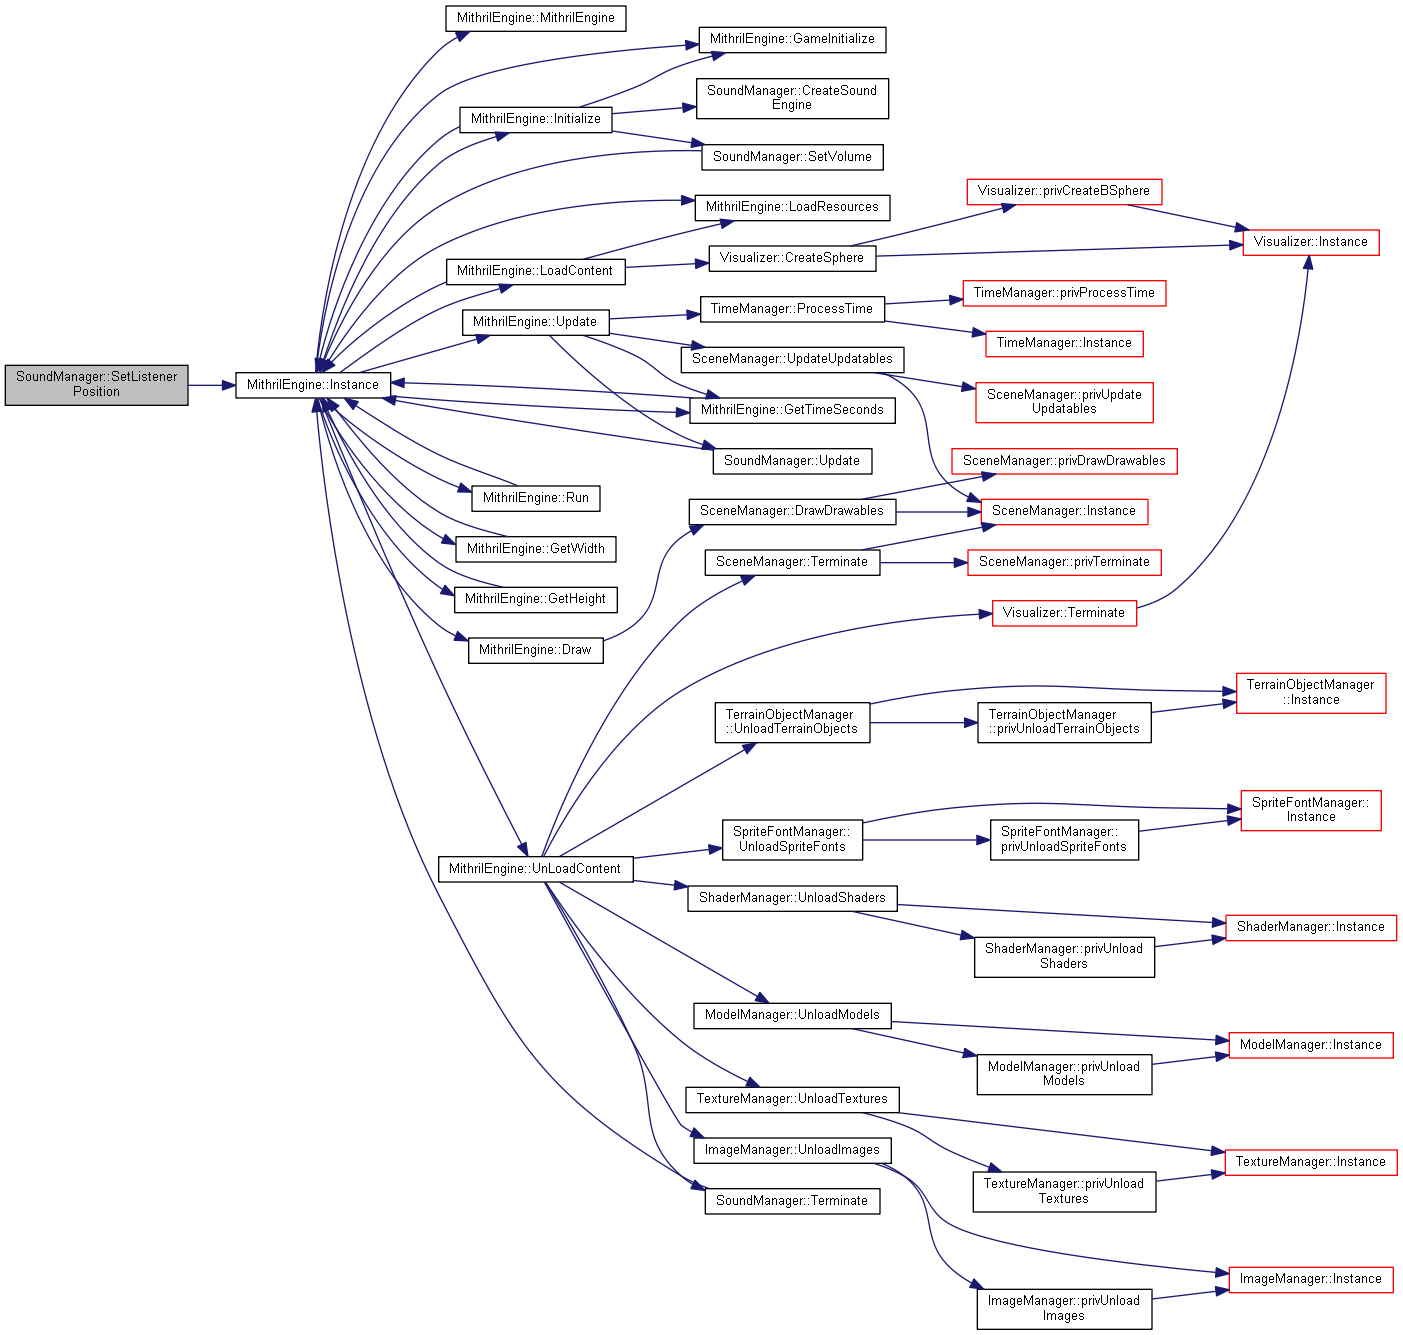 MithrilEngine::MithrilEngine
MithrilEngine::GameInitialize
SoundManager::CreateSound
Engine
MithrilEngine::Initialize
SoundManager::SetVolume
Visualizer::privCreateBSphere
MithrilEngine::LoadResources
Visualizer::Instance
Visualizer::CreateSphere
MithrilEngine::LoadContent
TimeManager::privProcessTime
TimeManager::ProcessTime
MithrilEngine::Update
TimeManager::Instance
SceneManager::UpdateUpdatables
SoundManager::SetListener
Position
MithrilEngine::Instance
SceneManager::privUpdate
Updatables
MithrilEngine::GetTimeSeconds
SoundManager::Update
SceneManager::privDrawDrawables
MithrilEngine::Run
SceneManager::DrawDrawables
SceneManager::Instance
MithrilEngine::GetWidth
SceneManager::Terminate
SceneManager::privTerminate
MithrilEngine::GetHeight
Visualizer::Terminate
MithrilEngine::Draw
TerrainObjectManager
::Instance
TerrainObjectManager
::UnloadTerrainObjects
TerrainObjectManager
::privUnloadTerrainObjects
SpriteFontManager::
Instance
SpriteFontManager::
UnloadSpriteFonts
SpriteFontManager::
privUnloadSpriteFonts
MithrilEngine::UnLoadContent
ShaderManager::UnloadShaders
ShaderManager::Instance
ShaderManager::privUnload
Shaders
ModelManager::UnloadModels
ModelManager::Instance
ModelManager::privUnload
Models
TextureManager::UnloadTextures
ImageManager::UnloadImages
TextureManager::Instance
TextureManager::privUnload
Textures
SoundManager::Terminate
ImageManager::Instance
ImageManager::privUnload
Images